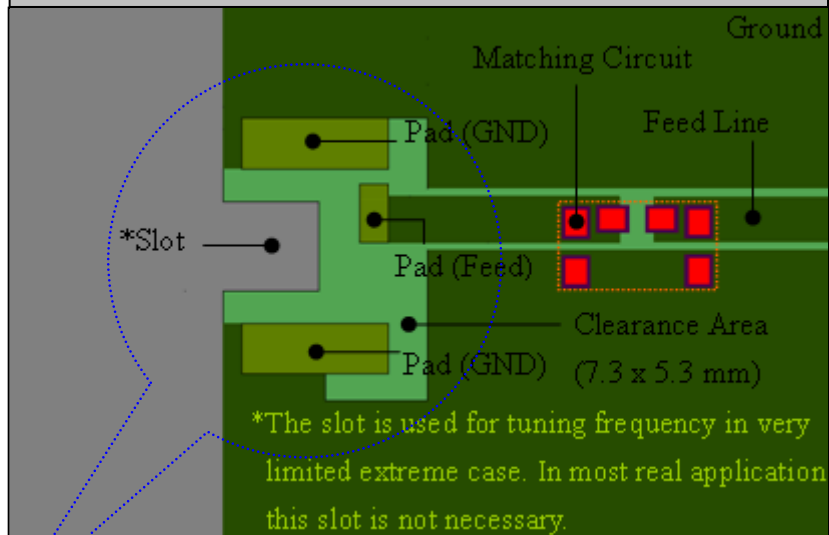 Ground
Matching Circuit
Feed Line
Pad (GND)
*Slot
Pad (Feed)
Clearance Area
(7.3 x 5.3 mm)
Pad (GND)
*The slot is used for tuning frequency in very
limited extreme case. In most real application
this slot is not necessary.